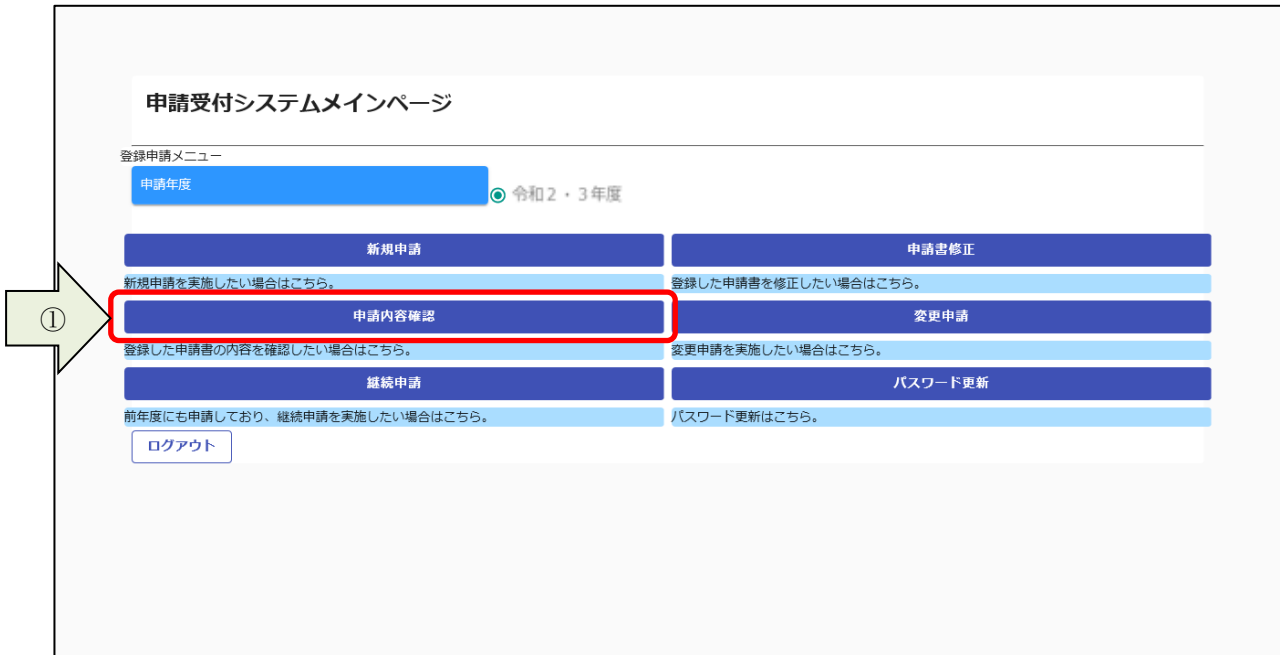 申請受付システムメインページ
登録申請メニュー
申請年度
令和2・3年度
新規申請 申請書修正
新規申請を実施したい場合はこちら。 登録した申請書を修正したい場合はこちら。
①
申請内容確認 変更申請
登録した申請書の内容を確認したい場合はこちら。 変更申請を実施したい場合はこちら。
継続申請 パスワード更新
前年度にも申請しており、継続申請を実施したい場合はこちら。 パスワード更新はこちら。
ログアウト